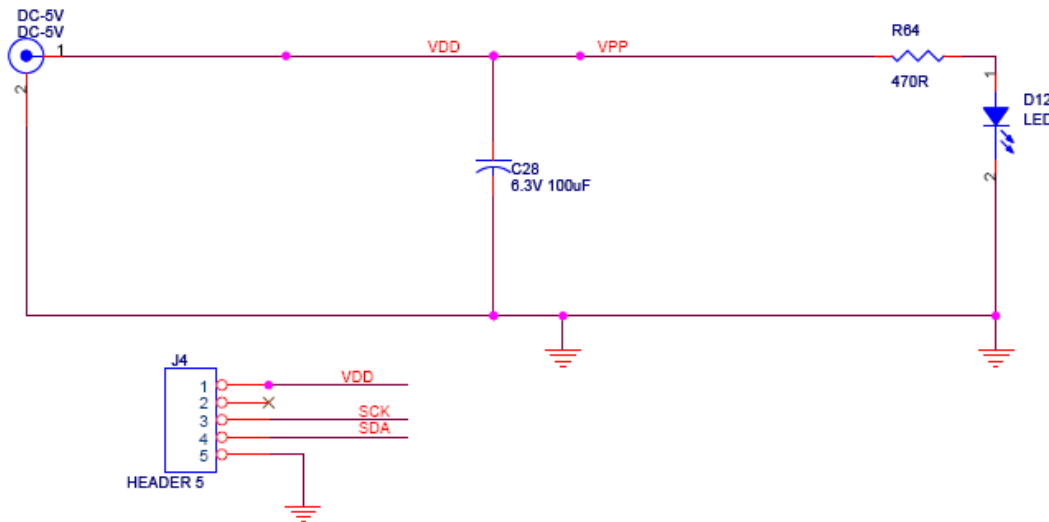 DC-5V
DC-5V
1
2
VDD
VPP
R64
470R
1
D12
LED
2
C28
6.3V 100uF
J4
1
VDD
2
3
SCK
4
SDA
5
HEADER 5